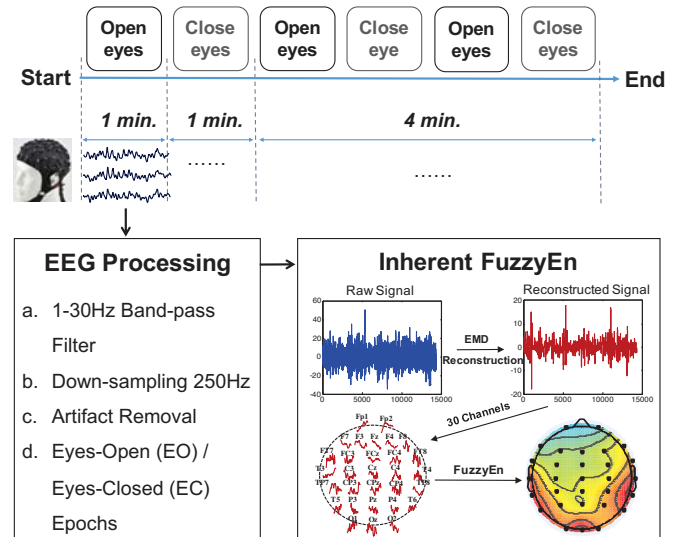 Open eyes
Close eyes
Open eyes
Close eye
Open eyes
Close eyes
Start
End
1 min.
1 min.
4 min.
......
......
EEG Processing
a. 1-30Hz Band-pass
Filter
b. Down-sampling 250Hz
c. Artifact Removal
d. Eyes-Open (EO) /
Eyes-Closed (EC)
Epochs
Inherent FuzzyEn
Raw Signal
60
40
20
0
-20
-40
0
5000
10000
15000
EMD
Reconstruction
Reconstructed Signal
20
10
0
-10
-20
0
5000
10000
15000
30 Channels
Fp1
Fp2
F7
F3
Fz
F4
F8
FC3
FCz
FC4
T8
T3
C3
Cz
C4
TP7
CP3
CPz
CP4
TP8
T5
P3
Pz
P4
T6
O1
Oz
O2
FuzzyEn